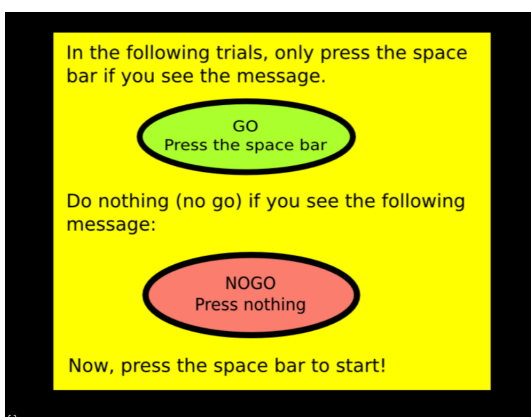 In the following trials, only press the space
bar if you see the message.
GO
Press the space bar
Do nothing (no go) if you see the following
message:
NOGO
Press nothing
Now, press the space bar to start!